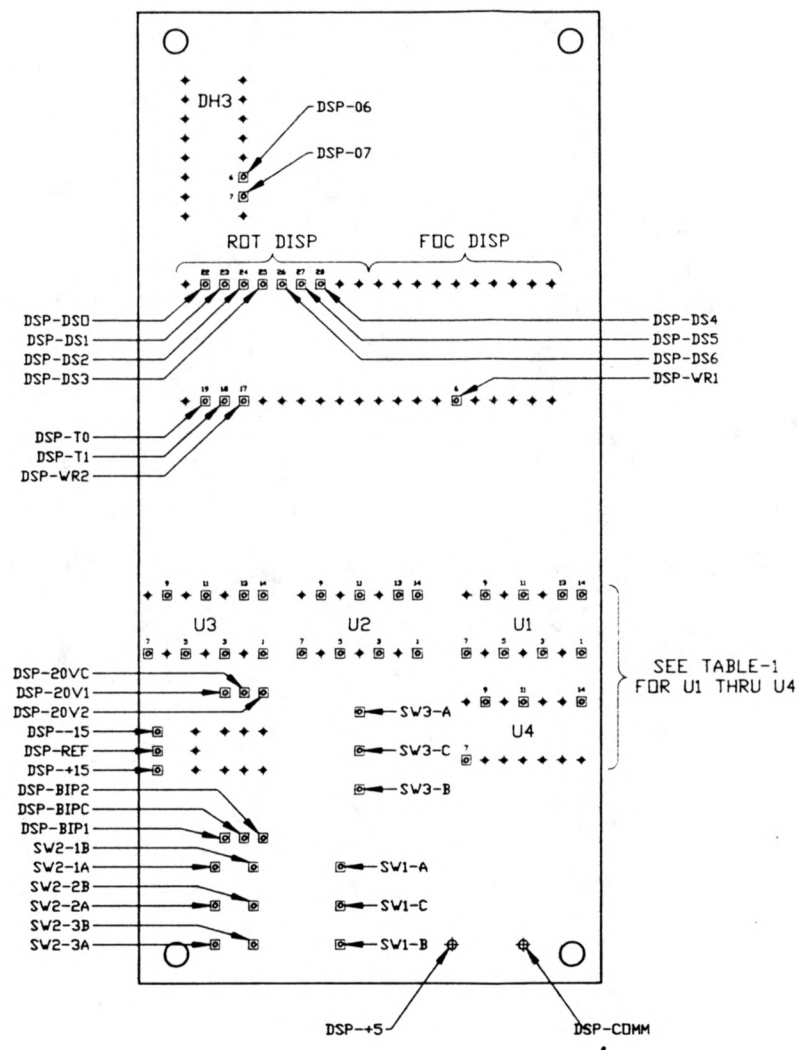 DH3
DSP-06
DSP-07
6
7
ROT DISP
FOC DISP
22 23 24 25 26 27 28
DSP-DS0
DSP-DS1
DSP-DS2
DSP-DS3
DSP-DS4
DSP-DS5
DSP-DS6
DSP-WR1
19 18 17
6
DSP-T0
DSP-T1
DSP-WR2
9 11 13 14
9 11 13 14
9 11 13 14
U3
U2
U1
7 5 3 1
7 5 3 1
7 5 3 1
SEE TABLE-1
FOR U1 THRU U4
DSP-20VC
DSP-20V1
DSP-20V2
9 11 14
U4
7
SW3-A
SW3-C
SW3-B
DSP--15
DSP-REF
DSP-+15
DSP-BIP2
DSP-BIPC
DSP-BIP1
SW2-1B
SW2-1A
SW2-2B
SW2-2A
SW2-3B
SW2-3A
SW1-A
SW1-C
SW1-B
DSP-+5
DSP-COMM